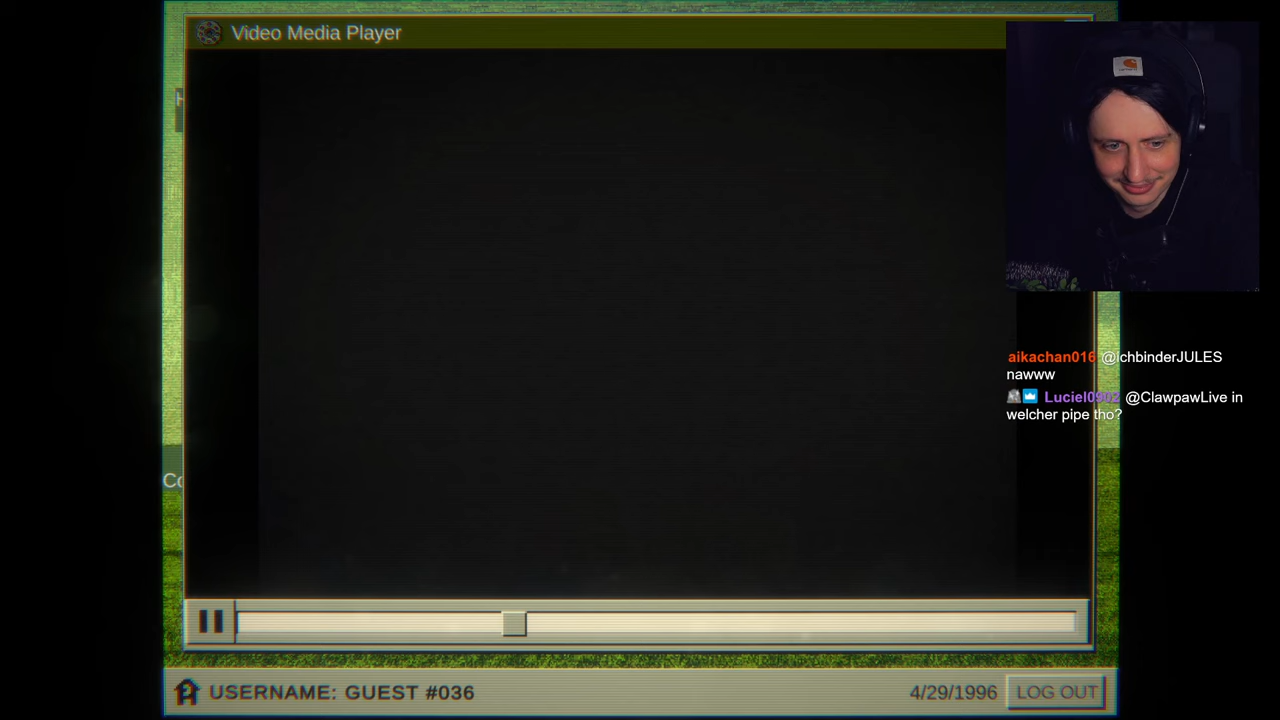 Video Media Player
aikachan016 @IchbinderJULES
nawww
Luciel0902 @ClawpawLive in
welcher pipe tho?
Co
USERNAME: GUEST #036
4/29/1996
LOG OUT